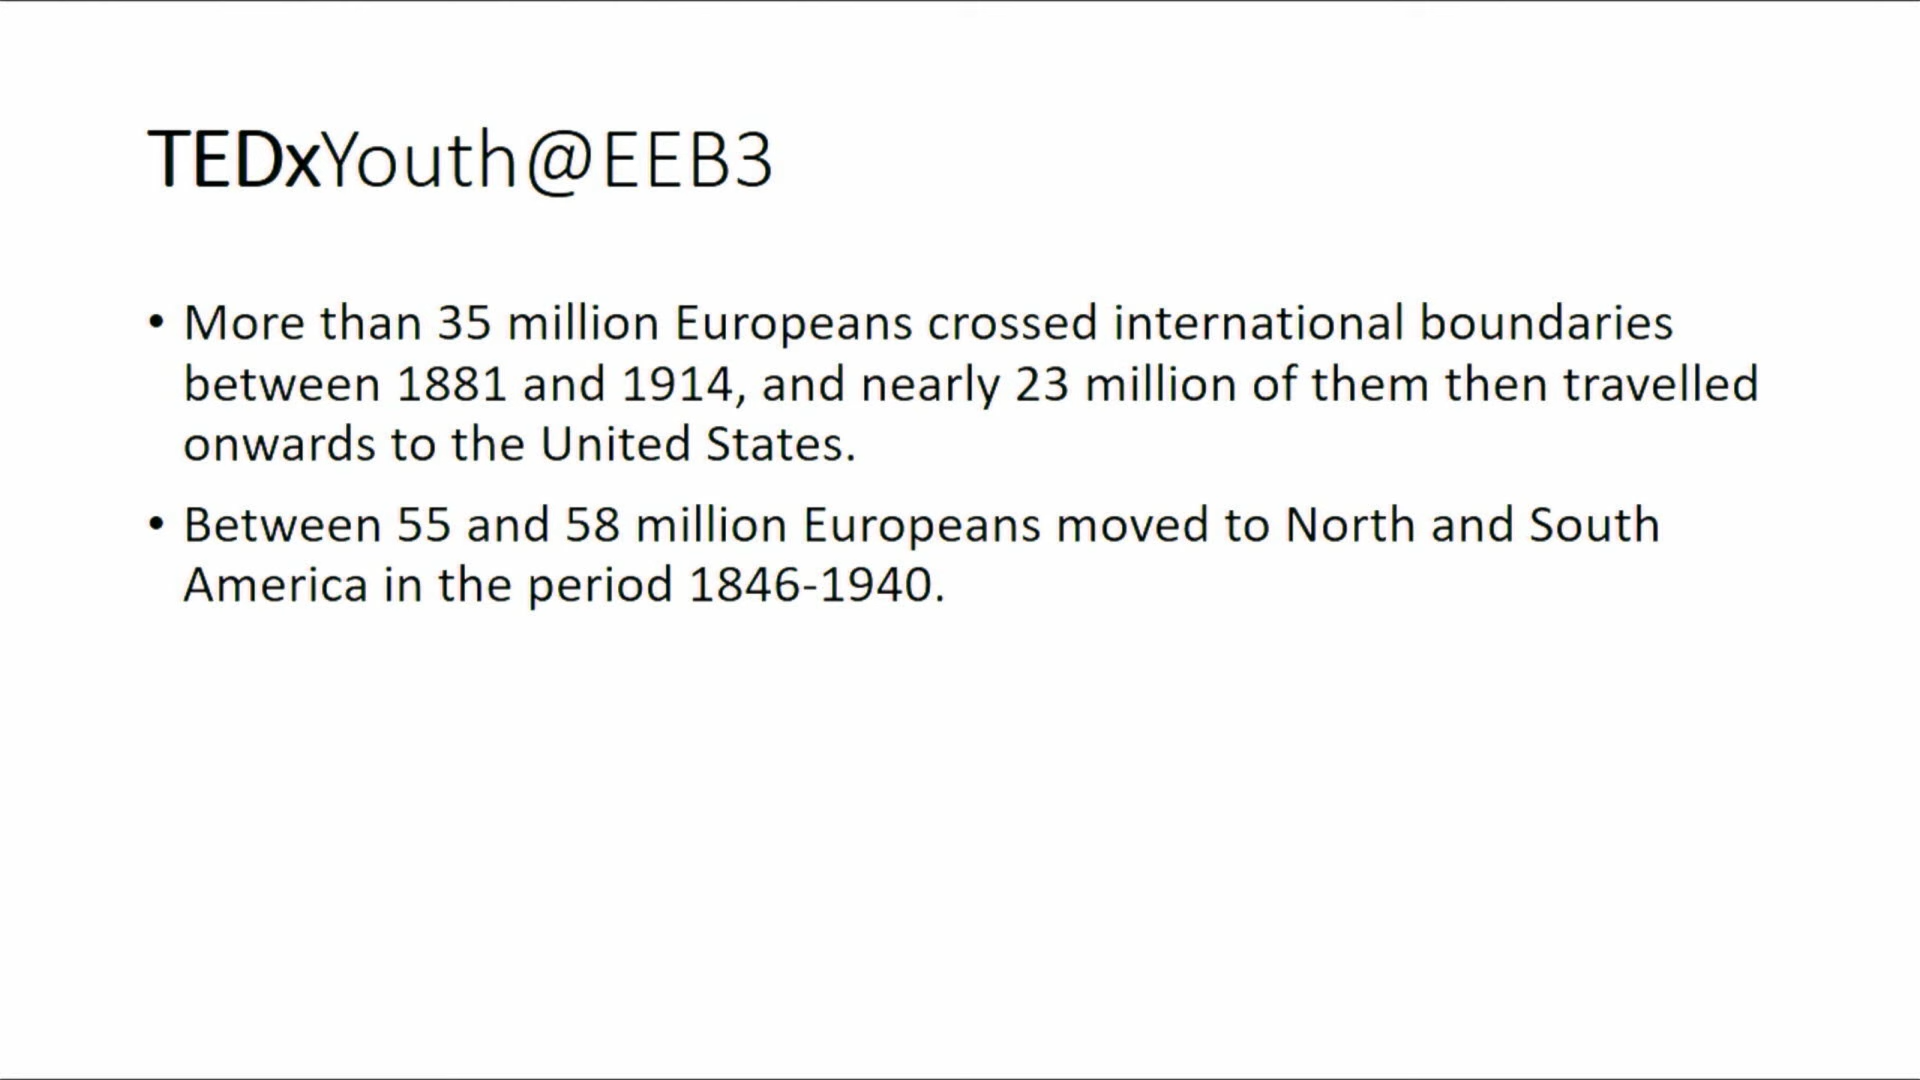 TEDxYouth@EEB3
• More than 35 million Europeans crossed international boundaries
between 1881 and 1914, and nearly 23 million of them then travelled
onwards to the United States.
• Between 55 and 58 million Europeans moved to North and South
America in the period 1846-1940.